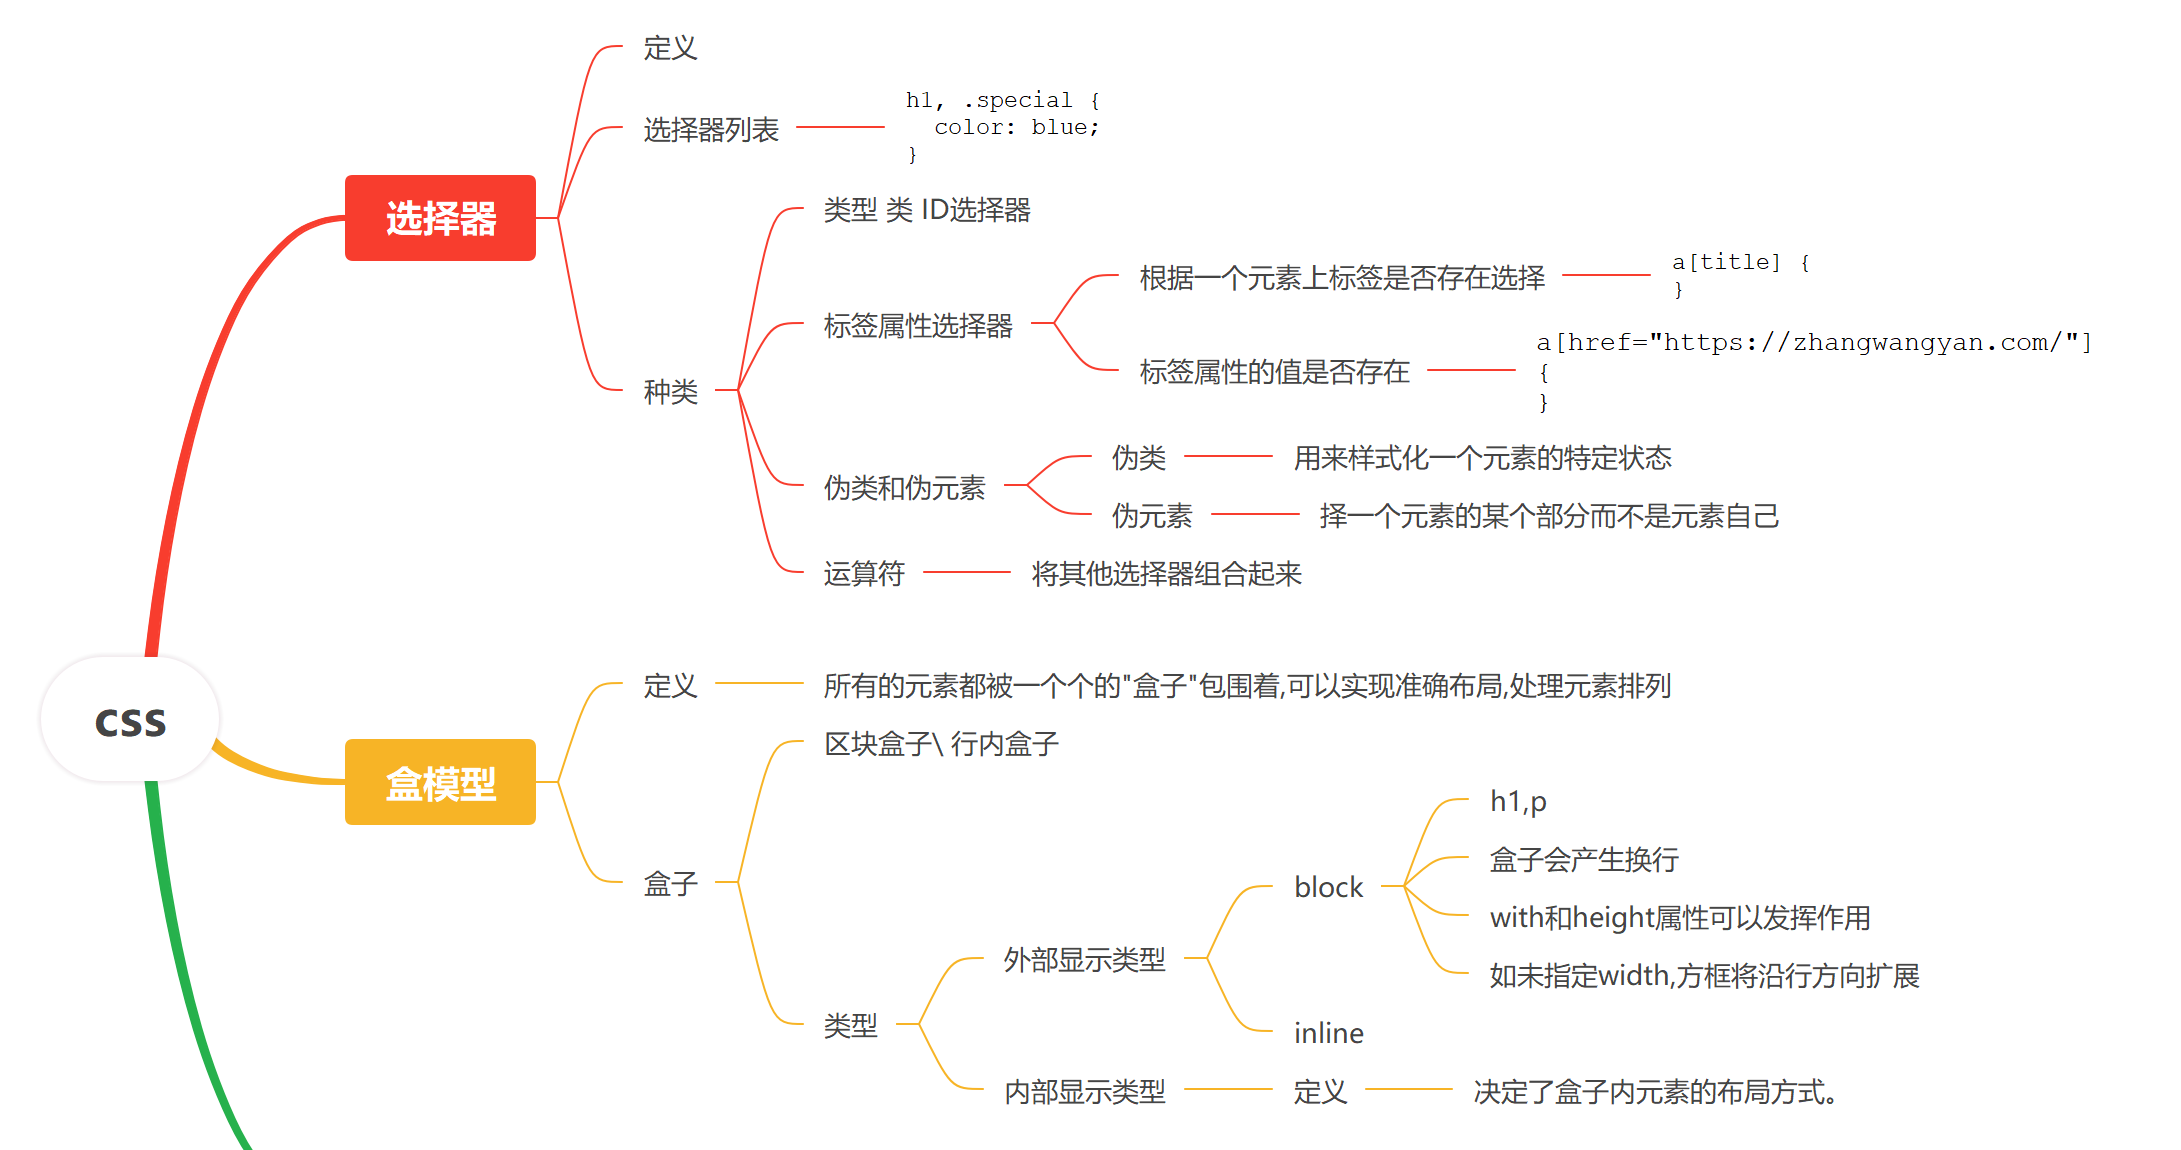 css
选择器
定义
选择器列表
h1, .special {
  color: blue;
}
种类
类型 类 ID选择器
标签属性选择器
根据一个元素上标签是否存在选择
a[title] {
}
标签属性的值是否存在
a[href="https://zhangwangyan.com/"]
{
}
伪类和伪元素
伪类
用来样式化一个元素的特定状态
伪元素
择一个元素的某个部分而不是元素自己
运算符
将其他选择器组合起来
盒模型
定义
所有的元素都被一个个的"盒子"包围着,可以实现准确布局,处理元素排列
盒子
区块盒子\ 行内盒子
类型
外部显示类型
block
h1,p
盒子会产生换行
with和height属性可以发挥作用
如未指定width,方框将沿行方向扩展
inline
内部显示类型
定义
决定了盒子内元素的布局方式。